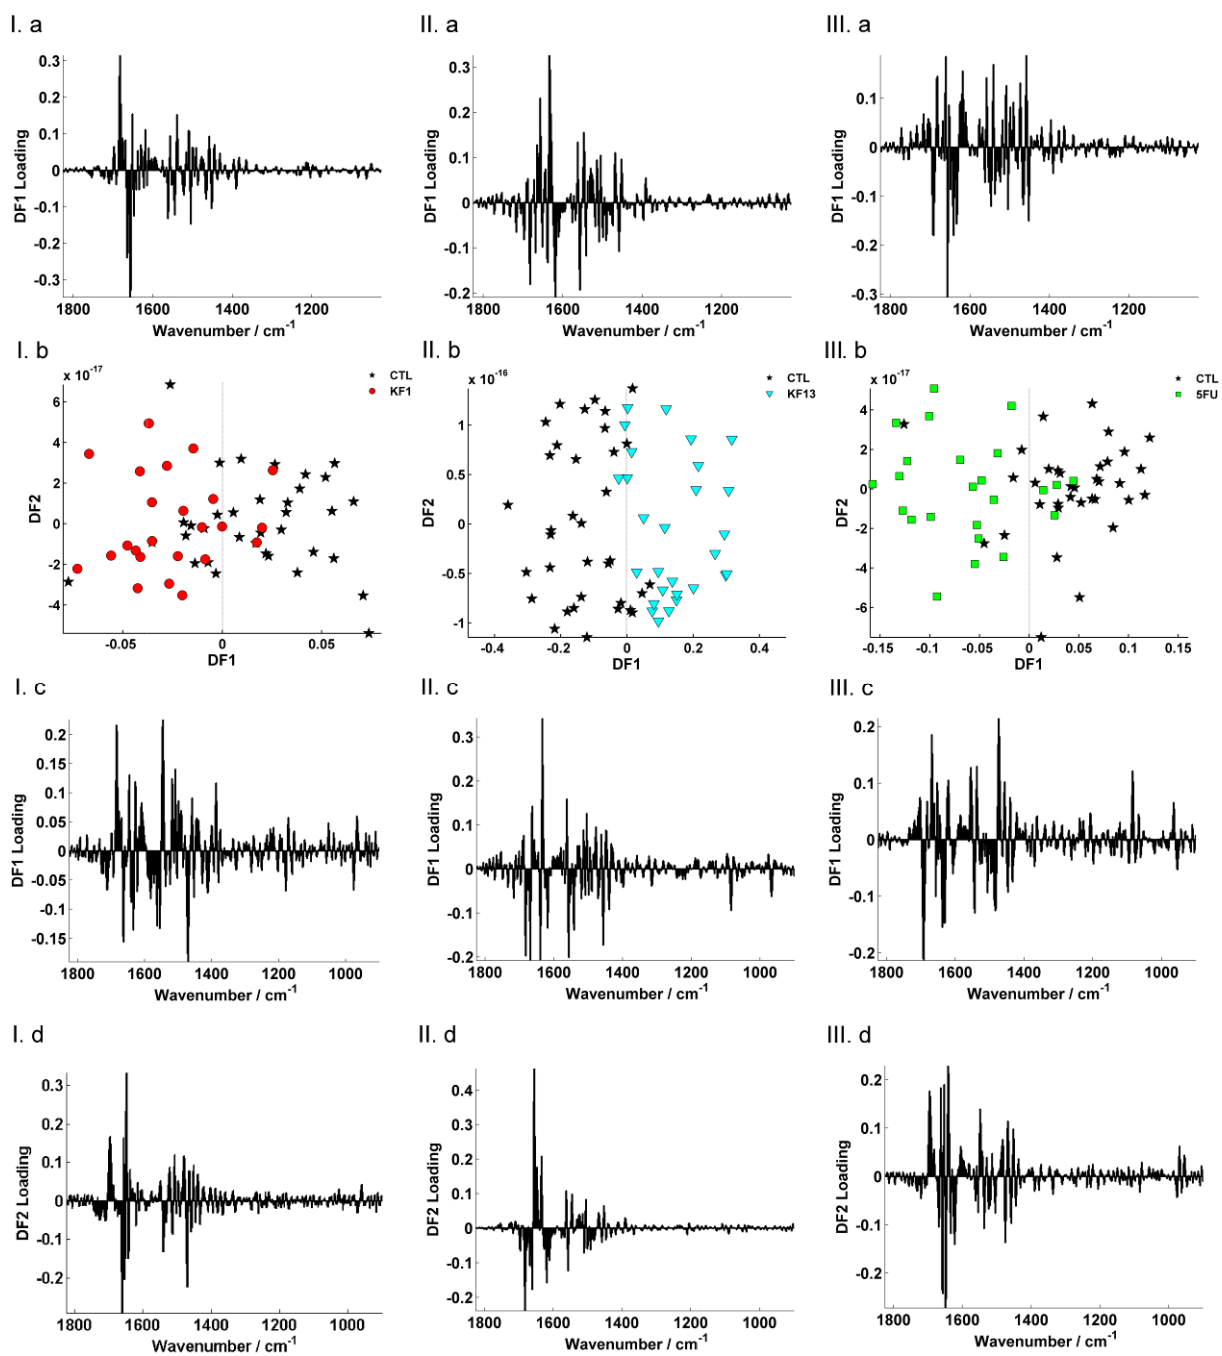 I. a
II. a
III. a
DF1 Loading
0.3
0.2
0.1
0
-0.1
-0.2
-0.3
1800 1600 1400 1200
Wavenumber / cm-1
DF1 Loading
0.3
0.2
0.1
0
-0.1
-0.2
1800 1600 1400 1200
Wavenumber / cm-1
DF1 Loading
0.1
0
-0.1
-0.2
-0.3
1800 1600 1400 1200
Wavenumber / cm-1
I. b
II. b
III. b
x 10-17
CTL
KF1
DF2
6
4
2
0
-2
-4
-0.05 0 0.05
DF1
x 10-16
CTL
KF13
DF2
1
0.5
0
-0.5
-1
-0.4 -0.2 0 0.2 0.4
DF1
x 10-17
CTL
5FU
DF2
4
2
0
-2
-4
-6
-0.15 -0.1 -0.05 0 0.05 0.1 0.15
DF1
I. c
II. c
III. c
DF1 Loading
0.2
0.15
0.1
0.05
0
-0.05
-0.1
-0.15
1800 1600 1400 1200 1000
Wavenumber / cm-1
DF1 Loading
0.3
0.2
0.1
0
-0.1
-0.2
1800 1600 1400 1200 1000
Wavenumber / cm-1
DF1 Loading
0.2
0.1
0
-0.1
-0.2
1800 1600 1400 1200 1000
Wavenumber / cm-1
I. d
II. d
III. d
DF2 Loading
0.3
0.2
0.1
0
-0.1
-0.2
1800 1600 1400 1200 1000
Wavenumber / cm-1
DF2 Loading
0.4
0.3
0.2
0.1
0
-0.1
-0.2
1800 1600 1400 1200 1000
Wavenumber / cm-1
DF2 Loading
0.2
0.1
0
-0.1
-0.2
1800 1600 1400 1200 1000
Wavenumber / cm-1